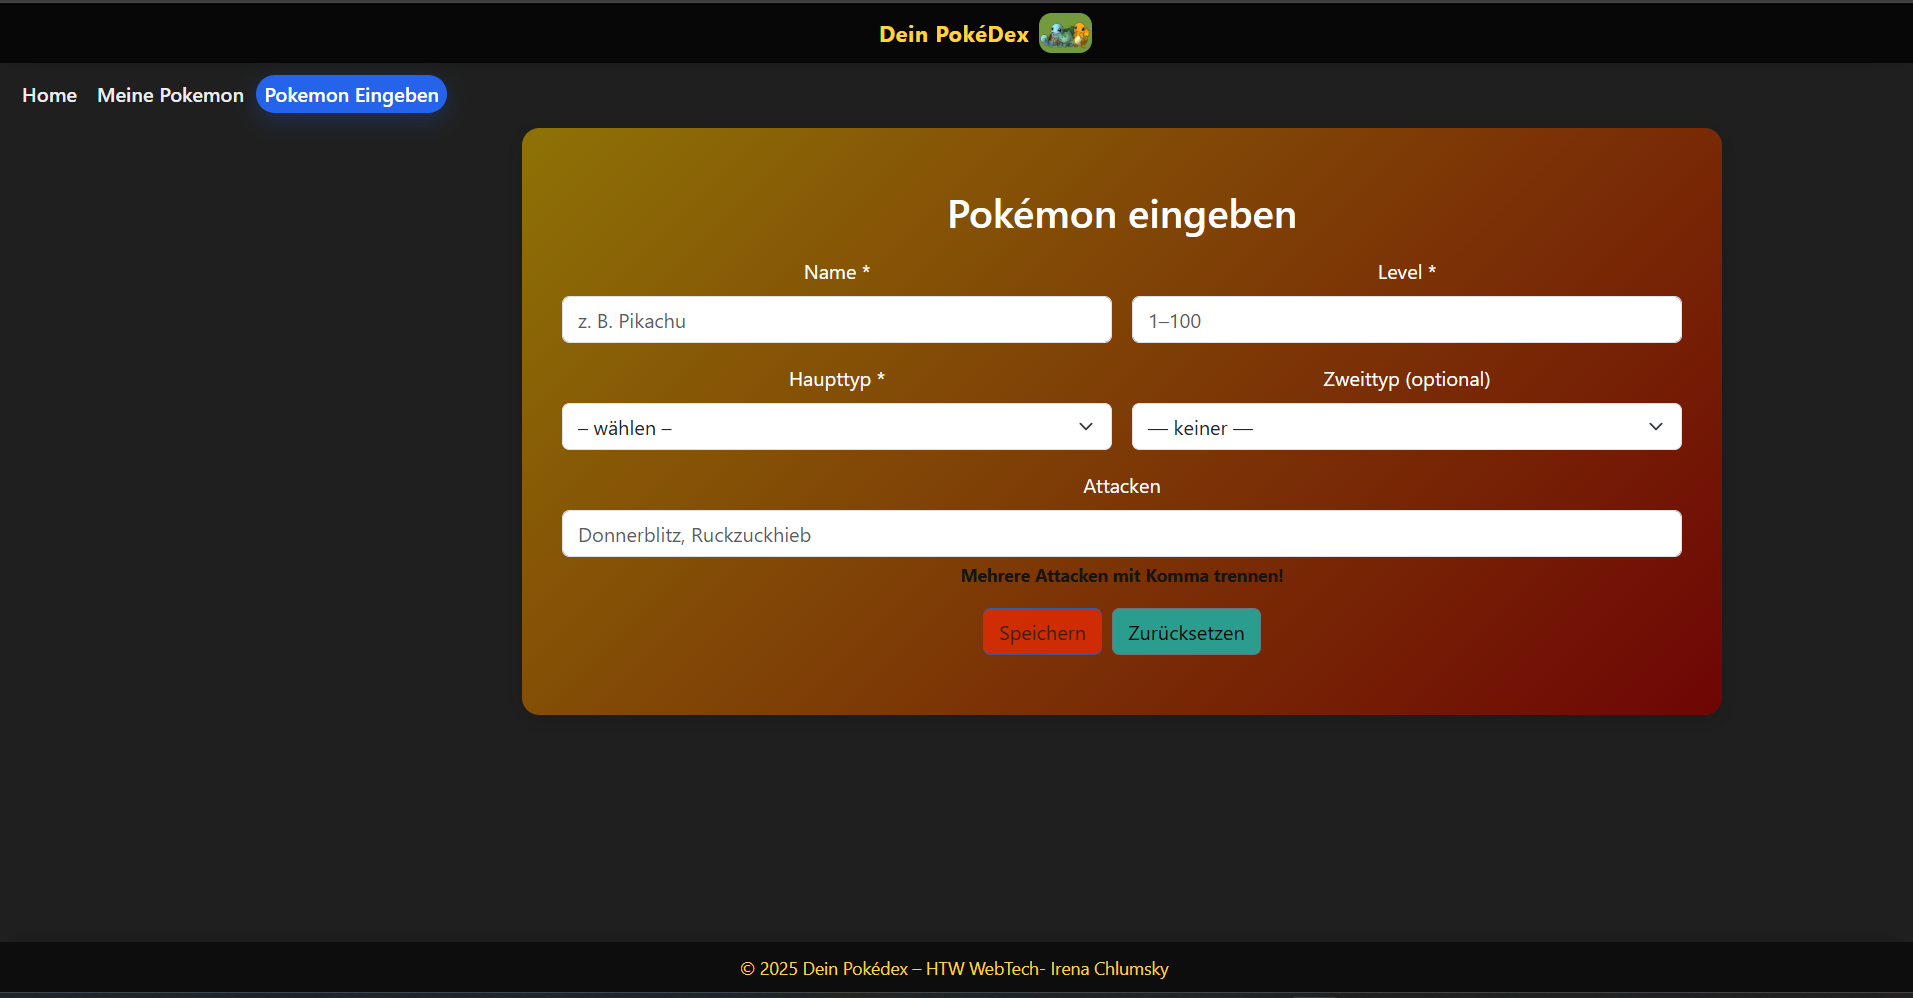 Dein PokéDex
Home Meine Pokemon Pokemon Eingeben
Pokémon eingeben
Name * Level *
z. B. Pikachu 1–100
Haupttyp * Zweittyp (optional)
– wählen – — keiner —
Attacken
Donnerblitz, Ruckzuckhieb
Mehrere Attacken mit Komma trennen!
Speichern Zurücksetzen
© 2025 Dein Pokédex – HTW WebTech- Irena Chlumsky